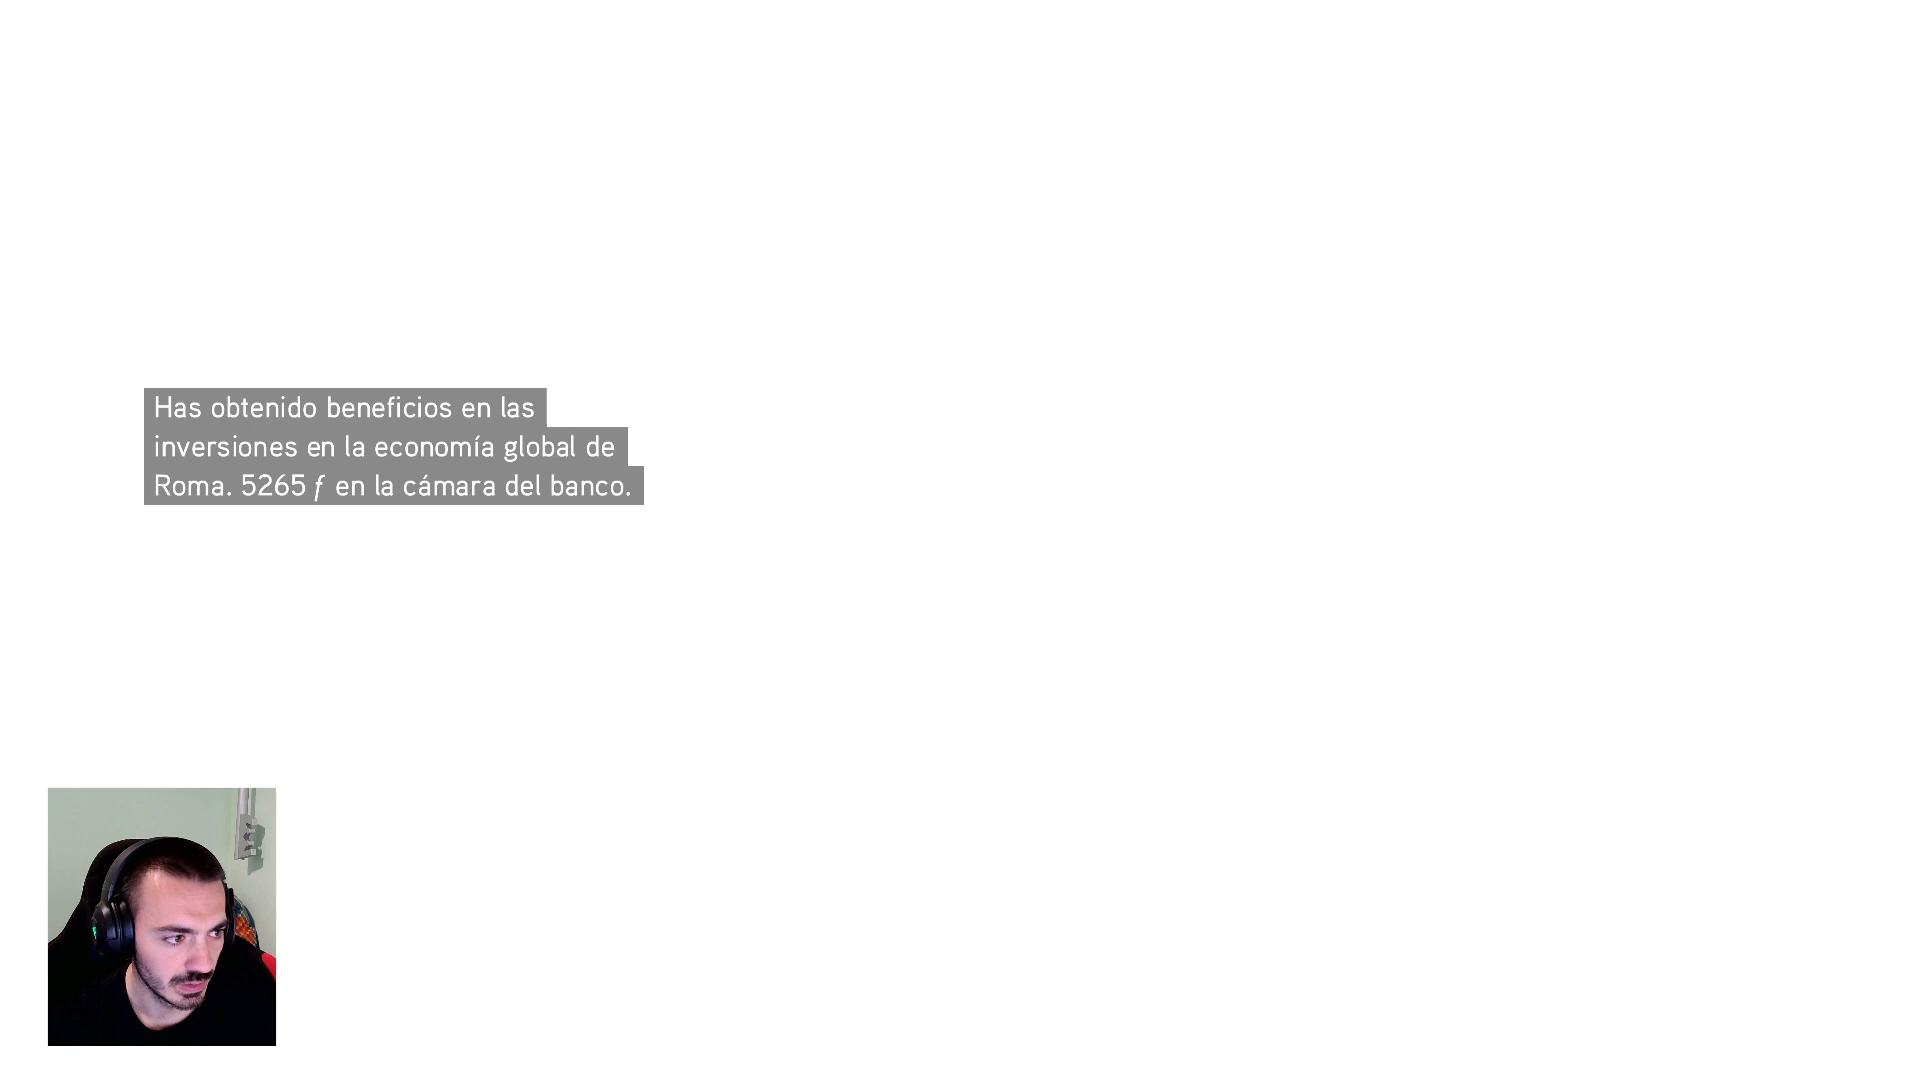 Has obtenido beneficios en las
inversiones en la economía global de
Roma. 5265 ƒ en la cámara del banco.